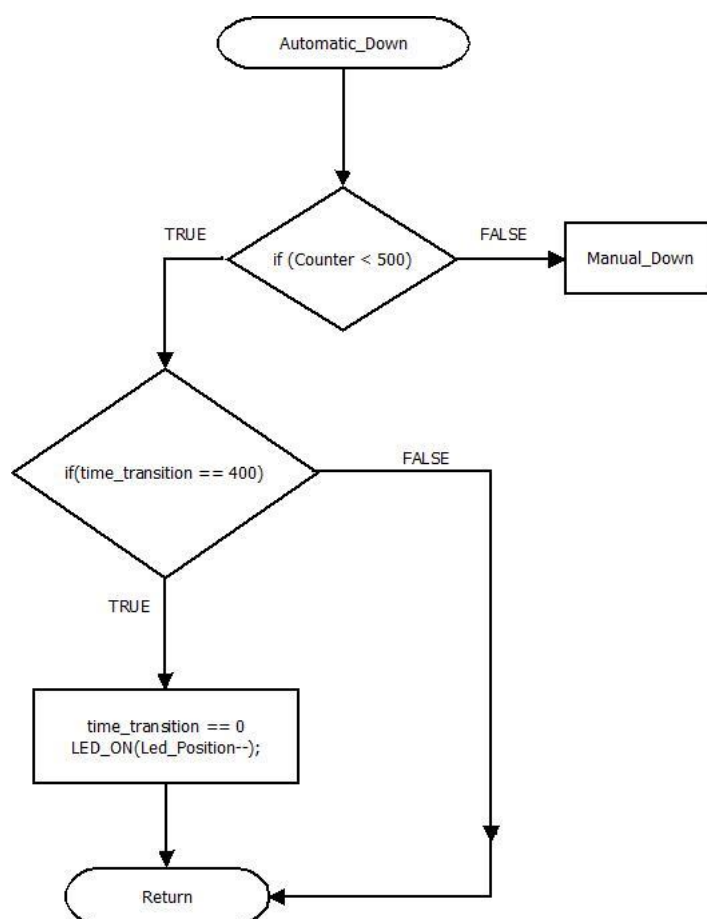 Automatic_Down
TRUE
FALSE
if (Counter < 500)
Manual_Down
if(time_transition == 400)
FALSE
TRUE
time_transition == 0
LED_ON(Led_Position--);
Return